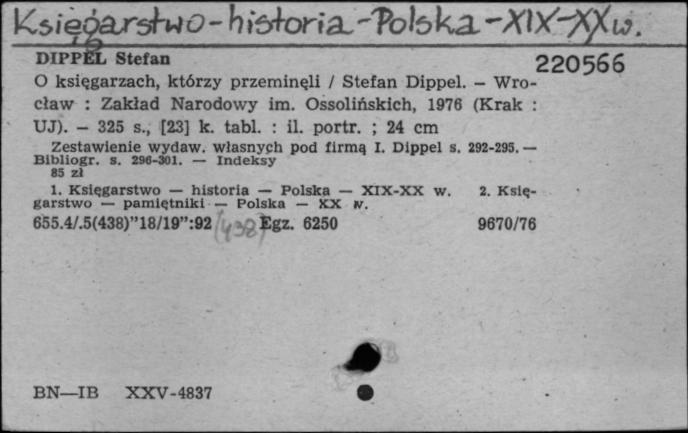 Księgarstwo-historia-Polska-XIX-XX w.
DIPPEL Stefan
220566
O księgarzach, którzy przeminęli / Stefan Dippel. — Wro-
cław : Zakład Narodowy im. Ossolińskich, 1976 (Krak :
UJ). — 325 s., [23] k. tabl. : il. portr. ; 24 cm
Zestawienie wydaw. własnych pod firmą I. Dippel s. 292-295. —
Bibliogr. s. 296-301. — Indeksy
85 zł
1. Księgarstwo — historia — Polska — XIX-XX w. 2. Księ-
garstwo — pamiętniki — Polska — XX w.
655.4/.5(438)"18/19":92 (438) Egz. 6250 9670/76
BN—IB XXV-4837